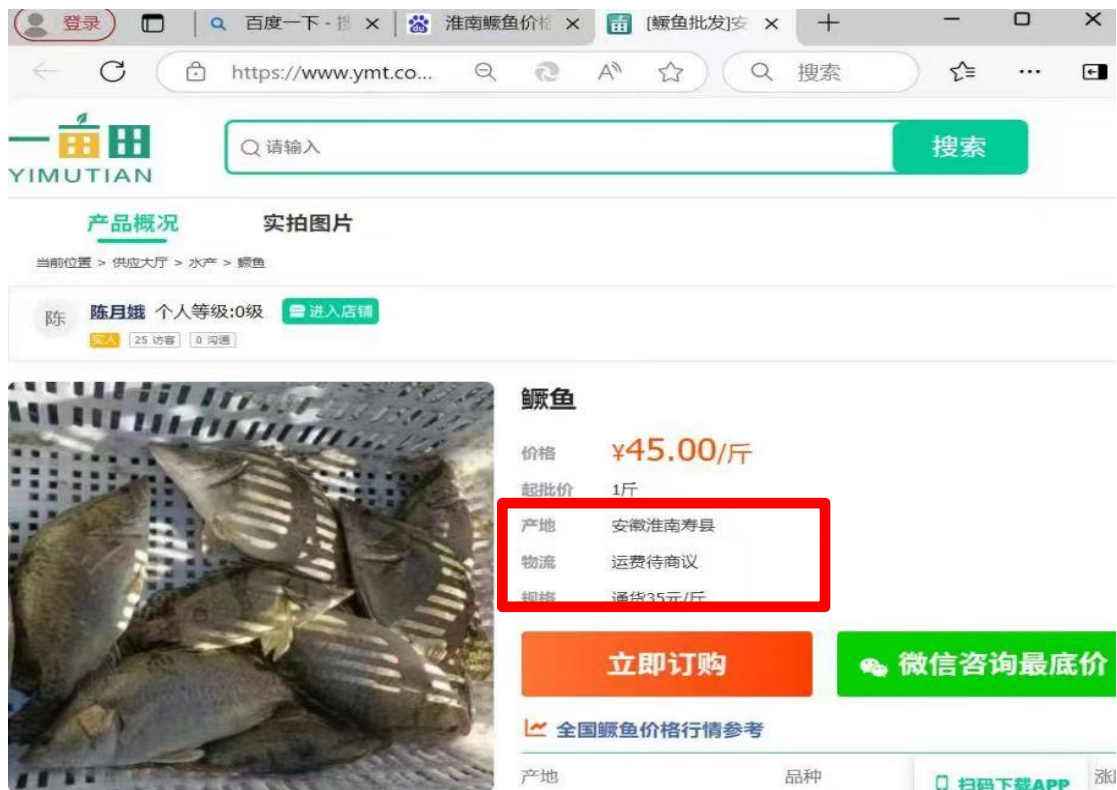 登录
百度一下 - 搜
淮南鳜鱼价格
[鳜鱼批发]安
https://www.ymt.co...
搜索
一亩田
YIMUTIAN
请输入
搜索
产品概况
实拍图片
当前位置 > 供应大厅 > 水产 > 鳜鱼
陈
陈月娥 个人等级:0级
进入店铺
实人 25 访客 0 沟通
鳜鱼
价格 ¥45.00/斤
起批价 1斤
产地 安徽淮南寿县
物流 运费待商议
规格 通货35元/斤
立即订购
微信咨询最底价
全国鳜鱼价格行情参考
产地 品种
扫码下载APP